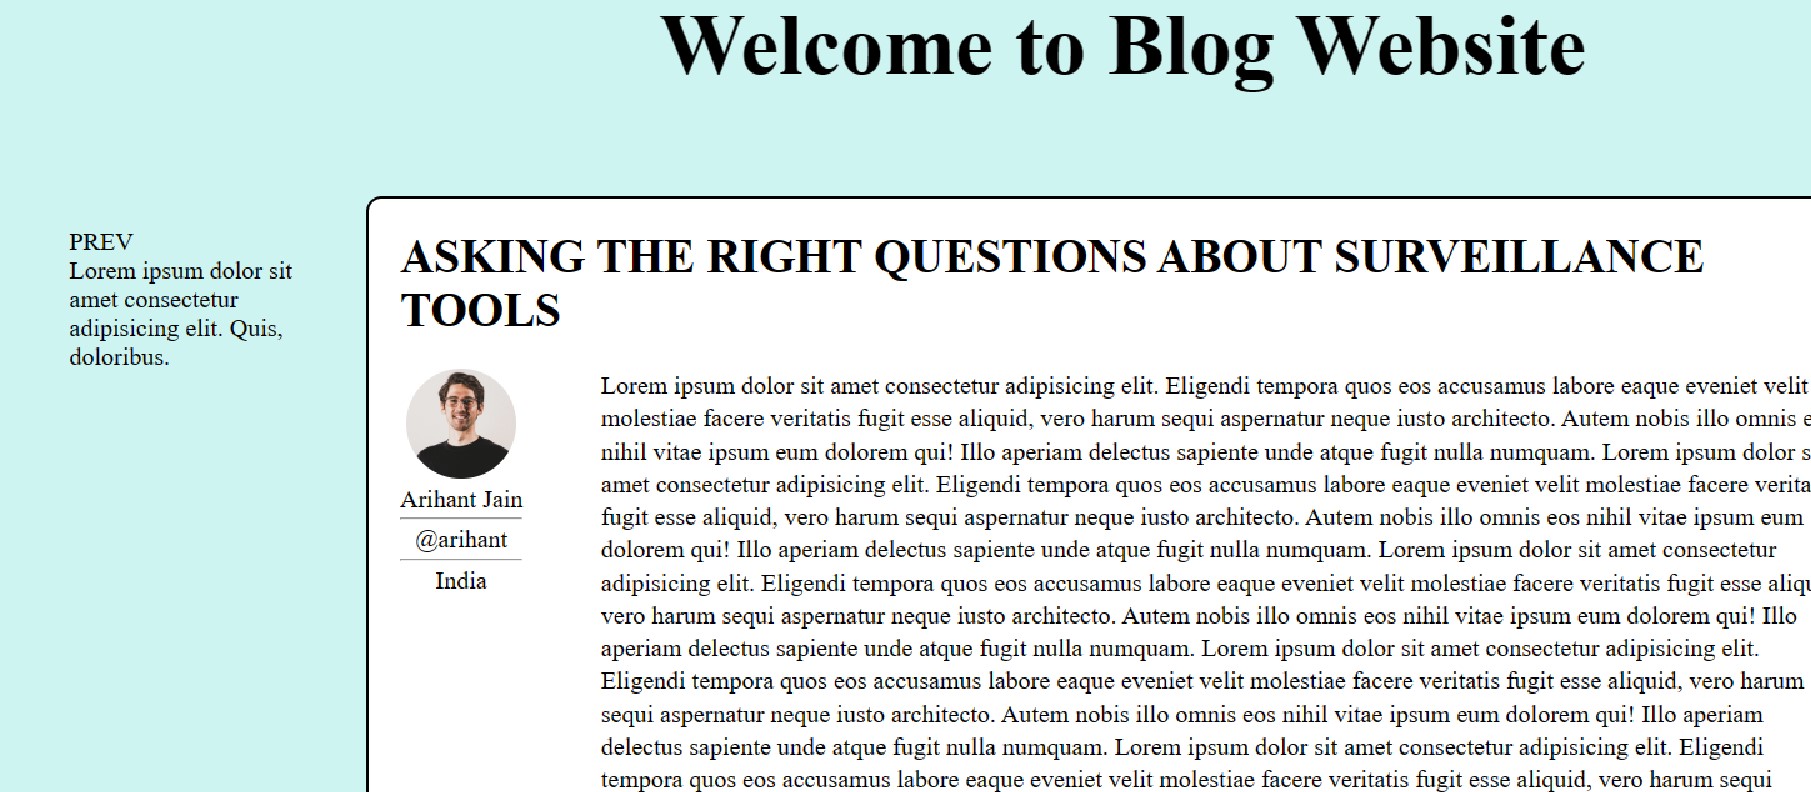 Welcome to Blog Website
PREV
Lorem ipsum dolor sit
amet consectetur
adipisicing elit. Quis,
doloribus.
ASKING THE RIGHT QUESTIONS ABOUT SURVEILLANCE
TOOLS
Arihant Jain
@arihant
India
Lorem ipsum dolor sit amet consectetur adipisicing elit. Eligendi tempora quos eos accusamus labore eaque eveniet velit
molestiae facere veritatis fugit esse aliquid, vero harum sequi aspernatur neque iusto architecto. Autem nobis illo omnis
nihil vitae ipsum eum dolorem qui! Illo aperiam delectus sapiente unde atque fugit nulla numquam. Lorem ipsum dolor
amet consectetur adipisicing elit. Eligendi tempora quos eos accusamus labore eaque eveniet velit molestiae facere
fugit esse aliquid, vero harum sequi aspernatur neque iusto architecto. Autem nobis illo omnis eos nihil vitae ipsum eum
dolorem qui! Illo aperiam delectus sapiente unde atque fugit nulla numquam. Lorem ipsum dolor sit amet consectetur
adipisicing elit. Eligendi tempora quos eos accusamus labore eaque eveniet velit molestiae facere veritatis fugit esse
vero harum sequi aspernatur neque iusto architecto. Autem nobis illo omnis eos nihil vitae ipsum eum dolorem qui! Illo
aperiam delectus sapiente unde atque fugit nulla numquam. Lorem ipsum dolor sit amet consectetur adipisicing elit.
Eligendi tempora quos eos accusamus labore eaque eveniet velit molestiae facere veritatis fugit esse aliquid, vero harum
sequi aspernatur neque iusto architecto. Autem nobis illo omnis eos nihil vitae ipsum eum dolorem qui! Illo aperiam
delectus sapiente unde atque fugit nulla numquam. Lorem ipsum dolor sit amet consectetur adipisicing elit. Eligendi
tempora quos eos accusamus labore eaque eveniet velit molestiae facere veritatis fugit esse aliquid, vero harum sequi